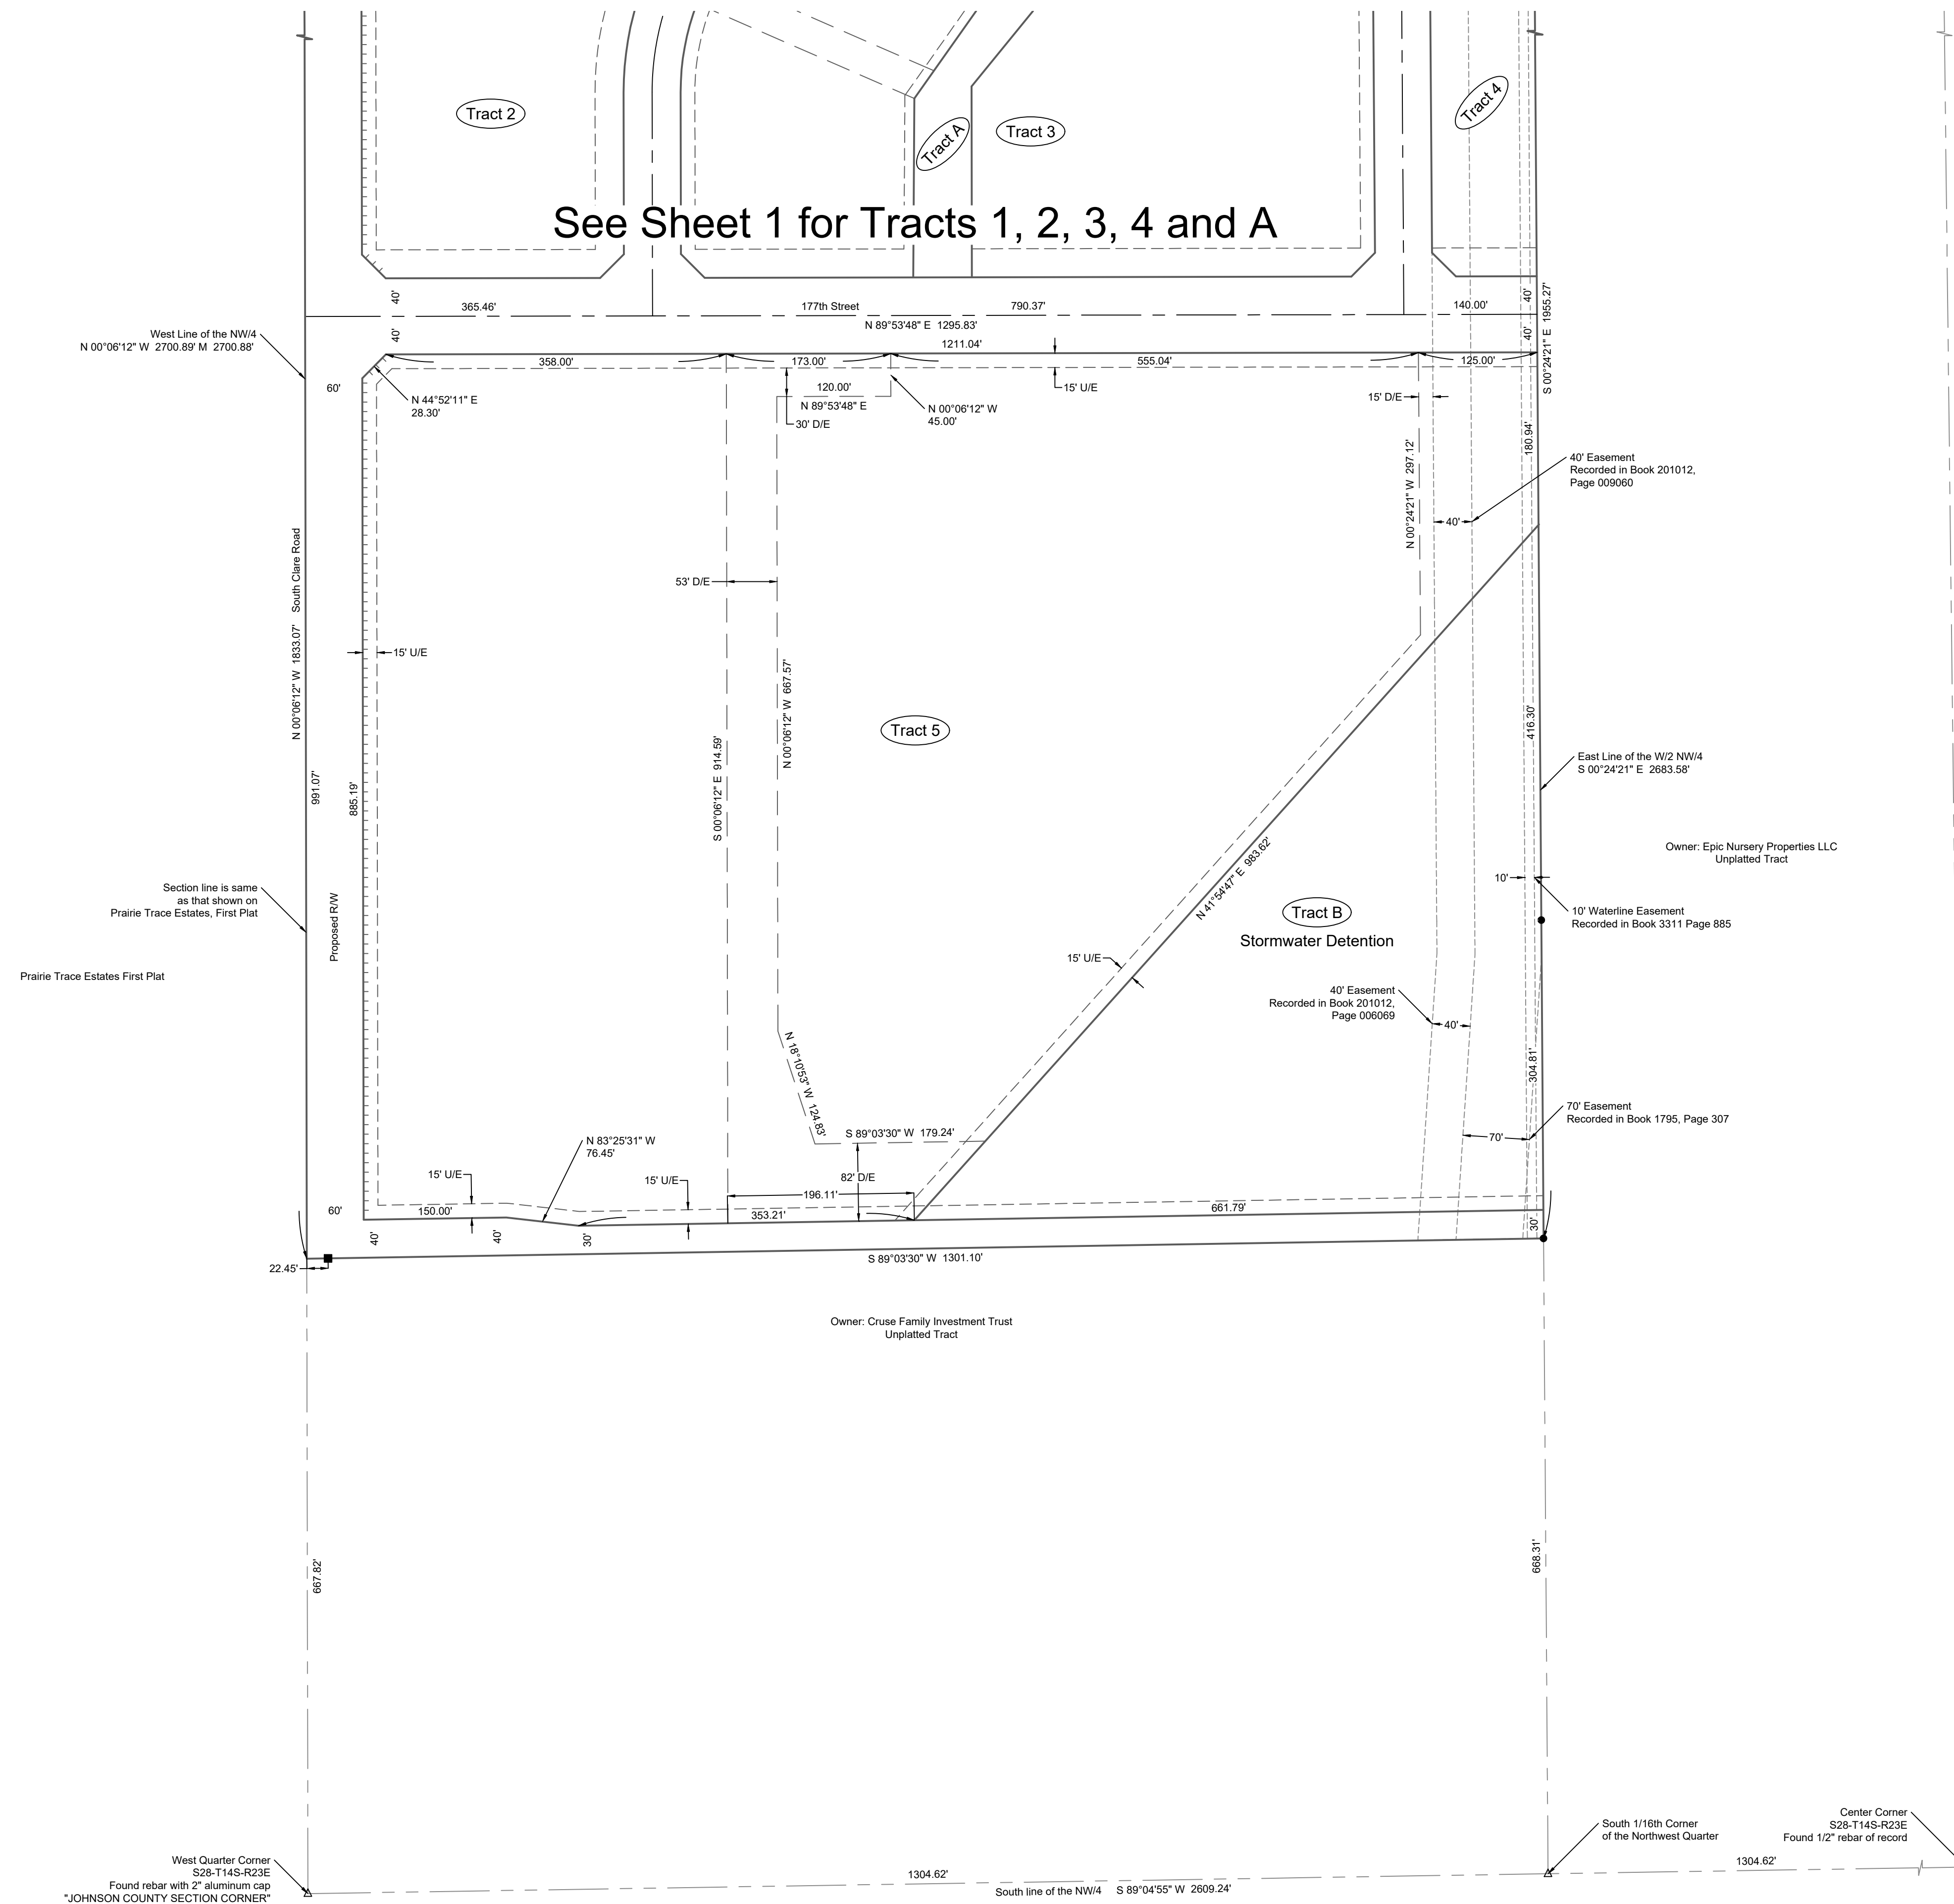 Tract 2
Tract A
Tract 3
Tract 4
See Sheet 1 for Tracts 1, 2, 3, 4 and A
40'
365.46'
177th Street
790.37'
140.00'
40'
S 00°24'21" E  1955.27'
N 89°53'48" E  1295.83'
40'
40'
West Line of the NW/4
N 00°06'12" W  2700.89' M  2700.88'
1211.04'
358.00'
173.00'
555.04'
125.00'
60'
N 44°52'11" E
28.30'
120.00'
N 89°53'48" E
30' D/E
N 00°06'12" W
45.00'
15' U/E
15' D/E
180.94'
N 00°24'21" W  297.12'
40' Easement
Recorded in Book 201012,
Page 009060
40'
South Clare Road
N 00°06'12" W  1833.07'
53' D/E
15' U/E
N 00°06'12" W  667.57'
S 00°06'12" E  914.59'
Tract 5
416.30'
East Line of the W/2 NW/4
S 00°24'21" E  2683.58'
991.07'
885.19'
Owner: Epic Nursery Properties LLC
Unplatted Tract
N 41°54'47" E  983.62'
10'
10' Waterline Easement
Recorded in Book 3311 Page 885
Section line is same
as that shown on
Prairie Trace Estates, First Plat
Proposed R/W
Tract B
Stormwater Detention
Prairie Trace Estates First Plat
15' U/E
40' Easement
Recorded in Book 201012,
Page 006069
40'
304.81'
N 18°10'53" W  124.83'
70' Easement
Recorded in Book 1795, Page 307
70'
S 89°03'30" W  179.24'
N 83°25'31" W
76.45'
15' U/E
15' U/E
82' D/E
196.11'
60'
150.00'
353.21'
661.79'
40'
40'
30'
30'
S 89°03'30" W  1301.10'
22.45'
Owner: Cruse Family Investment Trust
Unplatted Tract
667.82'
668.31'
South 1/16th Corner
of the Northwest Quarter
Center Corner
S28-T14S-R23E
Found 1/2" rebar of record
West Quarter Corner
S28-T14S-R23E
Found rebar with 2" aluminum cap
"JOHNSON COUNTY SECTION CORNER"
1304.62'
1304.62'
South line of the NW/4    S 89°04'55" W  2609.24'